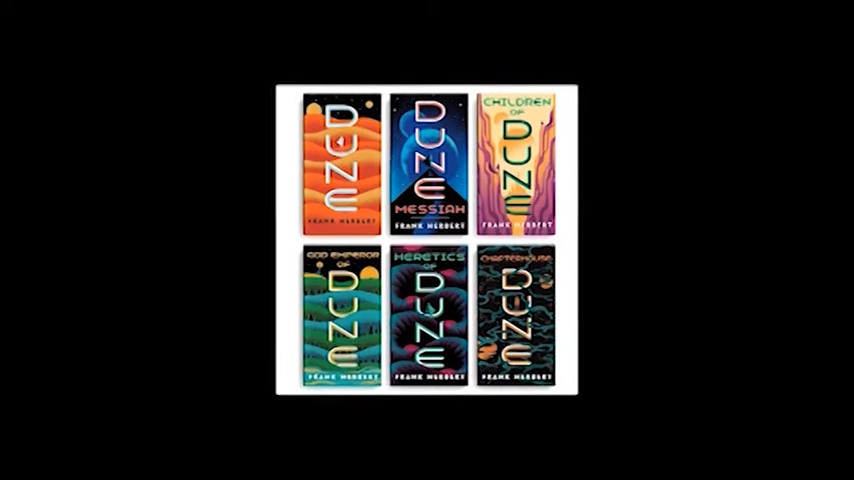 DUNE
FRANK HERBERT
DUNE
MESSIAH
FRANK HERBERT
CHILDREN
OF
DUNE
FRANK HERBERT
GOD EMPEROR
OF
DUNE
FRANK HERBERT
HERETICS
OF
DUNE
FRANK HERBERT
CHAPTERHOUSE
DUNE
FRANK HERBERT